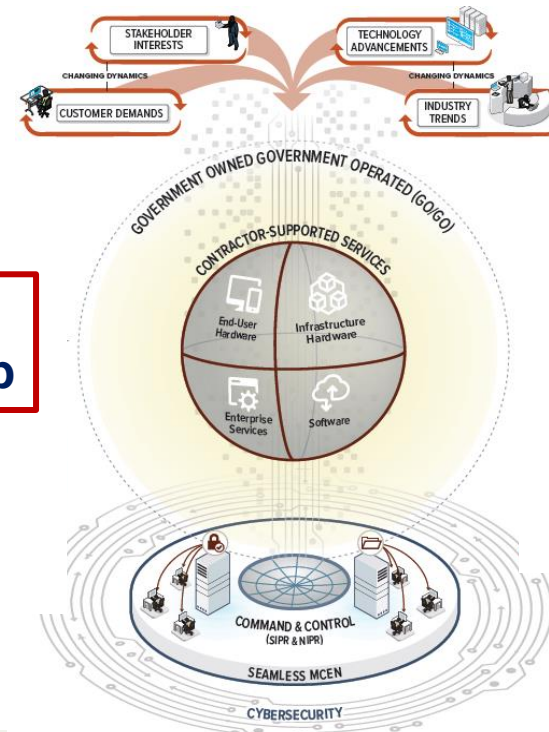 STAKEHOLDER
INTERESTS
TECHNOLOGY
ADVANCEMENTS
CHANGING DYNAMICS
CHANGING DYNAMICS
CUSTOMER DEMANDS
INDUSTRY
TRENDS
GOVERNMENT OWNED GOVERNMENT OPERATED (GO/GO)
CONTRACTOR-SUPPORTED SERVICES
End-User
Hardware
Infrastructure
Hardware
Enterprise
Services
Software
COMMAND & CONTROL
(SIPR & NIPR)
SEAMLESS MCEN
CYBERSECURITY